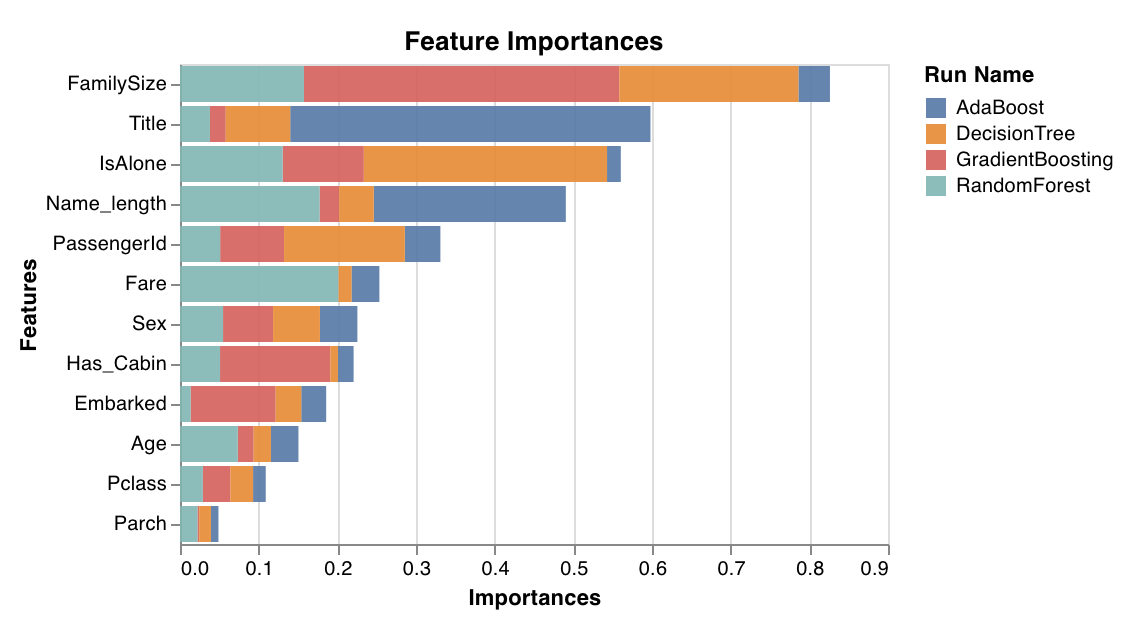 Feature Importances
FamilySize
Title
IsAlone
Name_length
PassengerId
Fare
Sex
Has_Cabin
Embarked
Age
Pclass
Parch
Features
0.0 0.1 0.2 0.3 0.4 0.5 0.6 0.7 0.8 0.9
Importances
Run Name
AdaBoost
DecisionTree
GradientBoosting
RandomForest